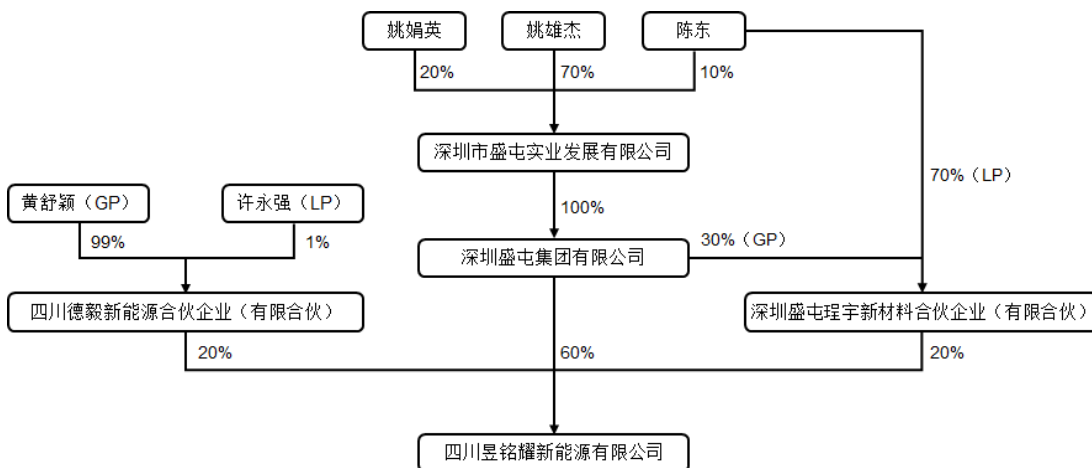 姚娟英
姚雄杰
陈东
20%
70%
10%
深圳市盛屯实业发展有限公司
70%（LP）
黄舒颖（GP）
许永强（LP）
100%
99%
1%
深圳盛屯集团有限公司
30%（GP）
四川德毅新能源合伙企业（有限合伙）
深圳盛屯珵宇新材料合伙企业（有限合伙）
20%
60%
20%
四川昱铭耀新能源有限公司